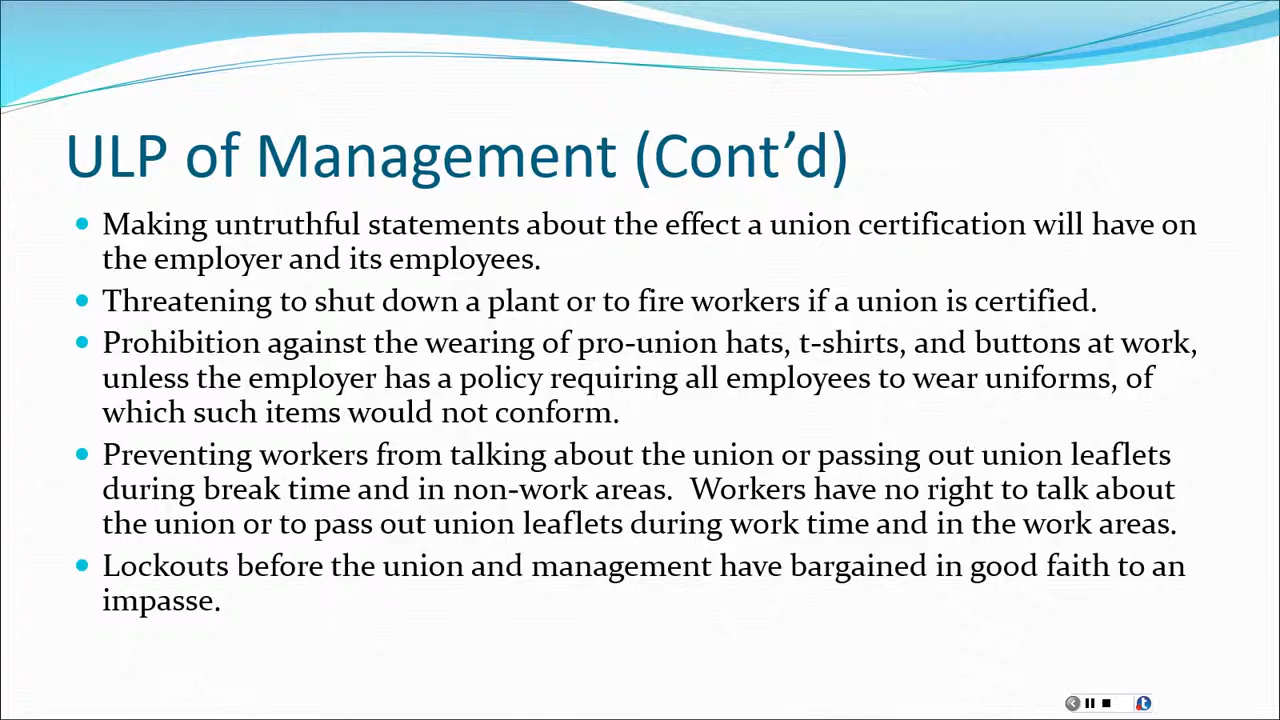 ULP of Management (Cont’d)
Making untruthful statements about the effect a union certification will have on
the employer and its employees.
Threatening to shut down a plant or to fire workers if a union is certified.
Prohibition against the wearing of pro-union hats, t-shirts, and buttons at work,
unless the employer has a policy requiring all employees to wear uniforms, of
which such items would not conform.
Preventing workers from talking about the union or passing out union leaflets
during break time and in non-work areas.  Workers have no right to talk about
the union or to pass out union leaflets during work time and in the work areas.
Lockouts before the union and management have bargained in good faith to an
impasse.